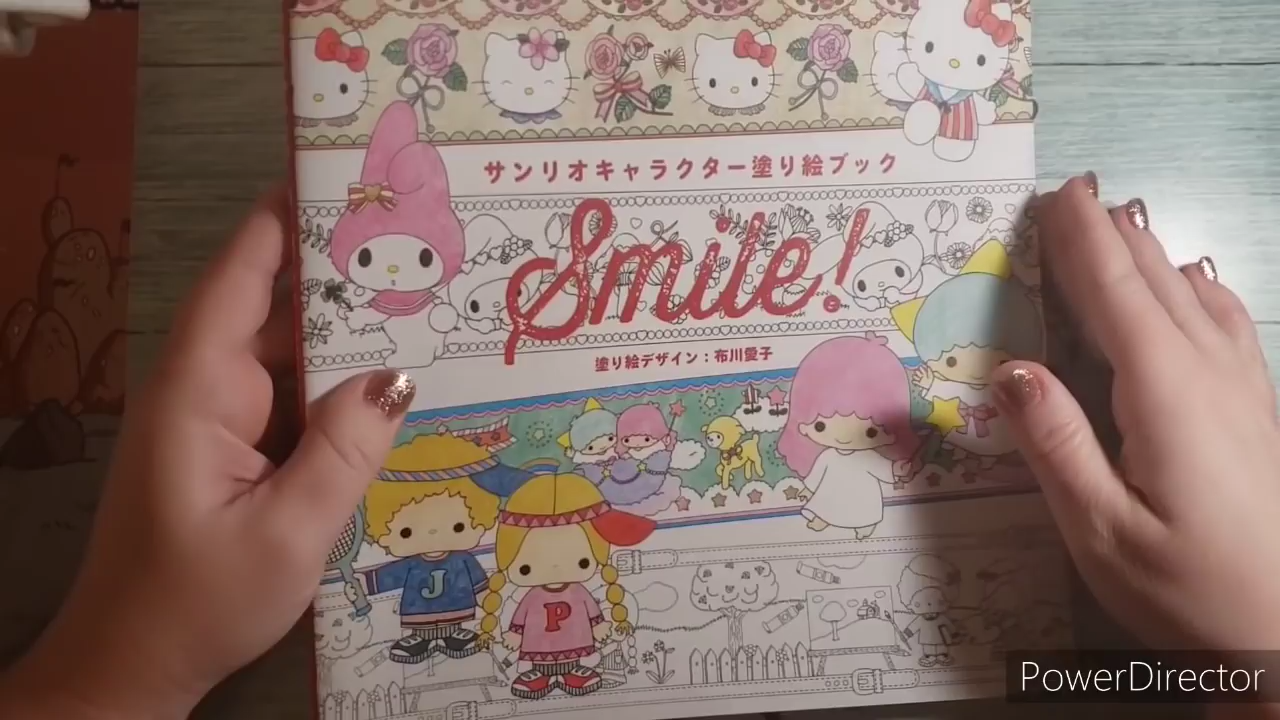 サンリオキャラクター塗り絵ブック
Smile!
塗り絵デザイン：布川愛子
J
P
PowerDirector